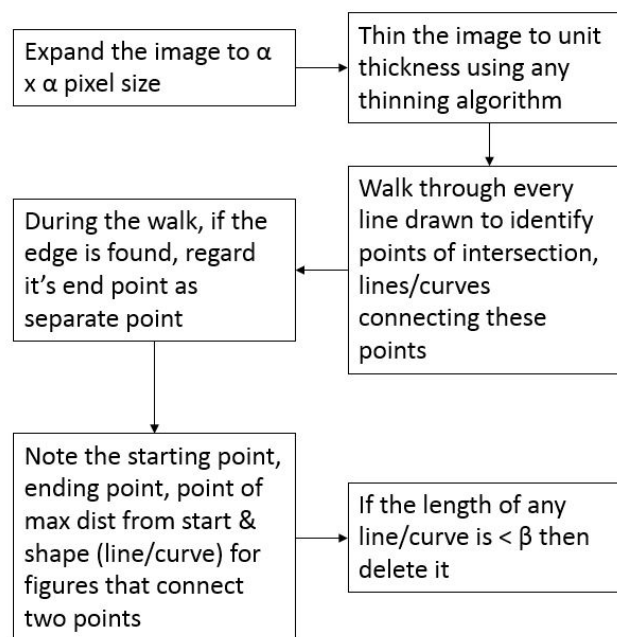 Expand the image to α
x α pixel size
Thin the image to unit
thickness using any
thinning algorithm
Walk through every
line drawn to identify
points of intersection,
lines/curves
connecting these
points
During the walk, if the
edge is found, regard
it's end point as
separate point
Note the starting point,
ending point, point of
max dist from start &
shape (line/curve) for
figures that connect
two points
If the length of any
line/curve is < β then
delete it